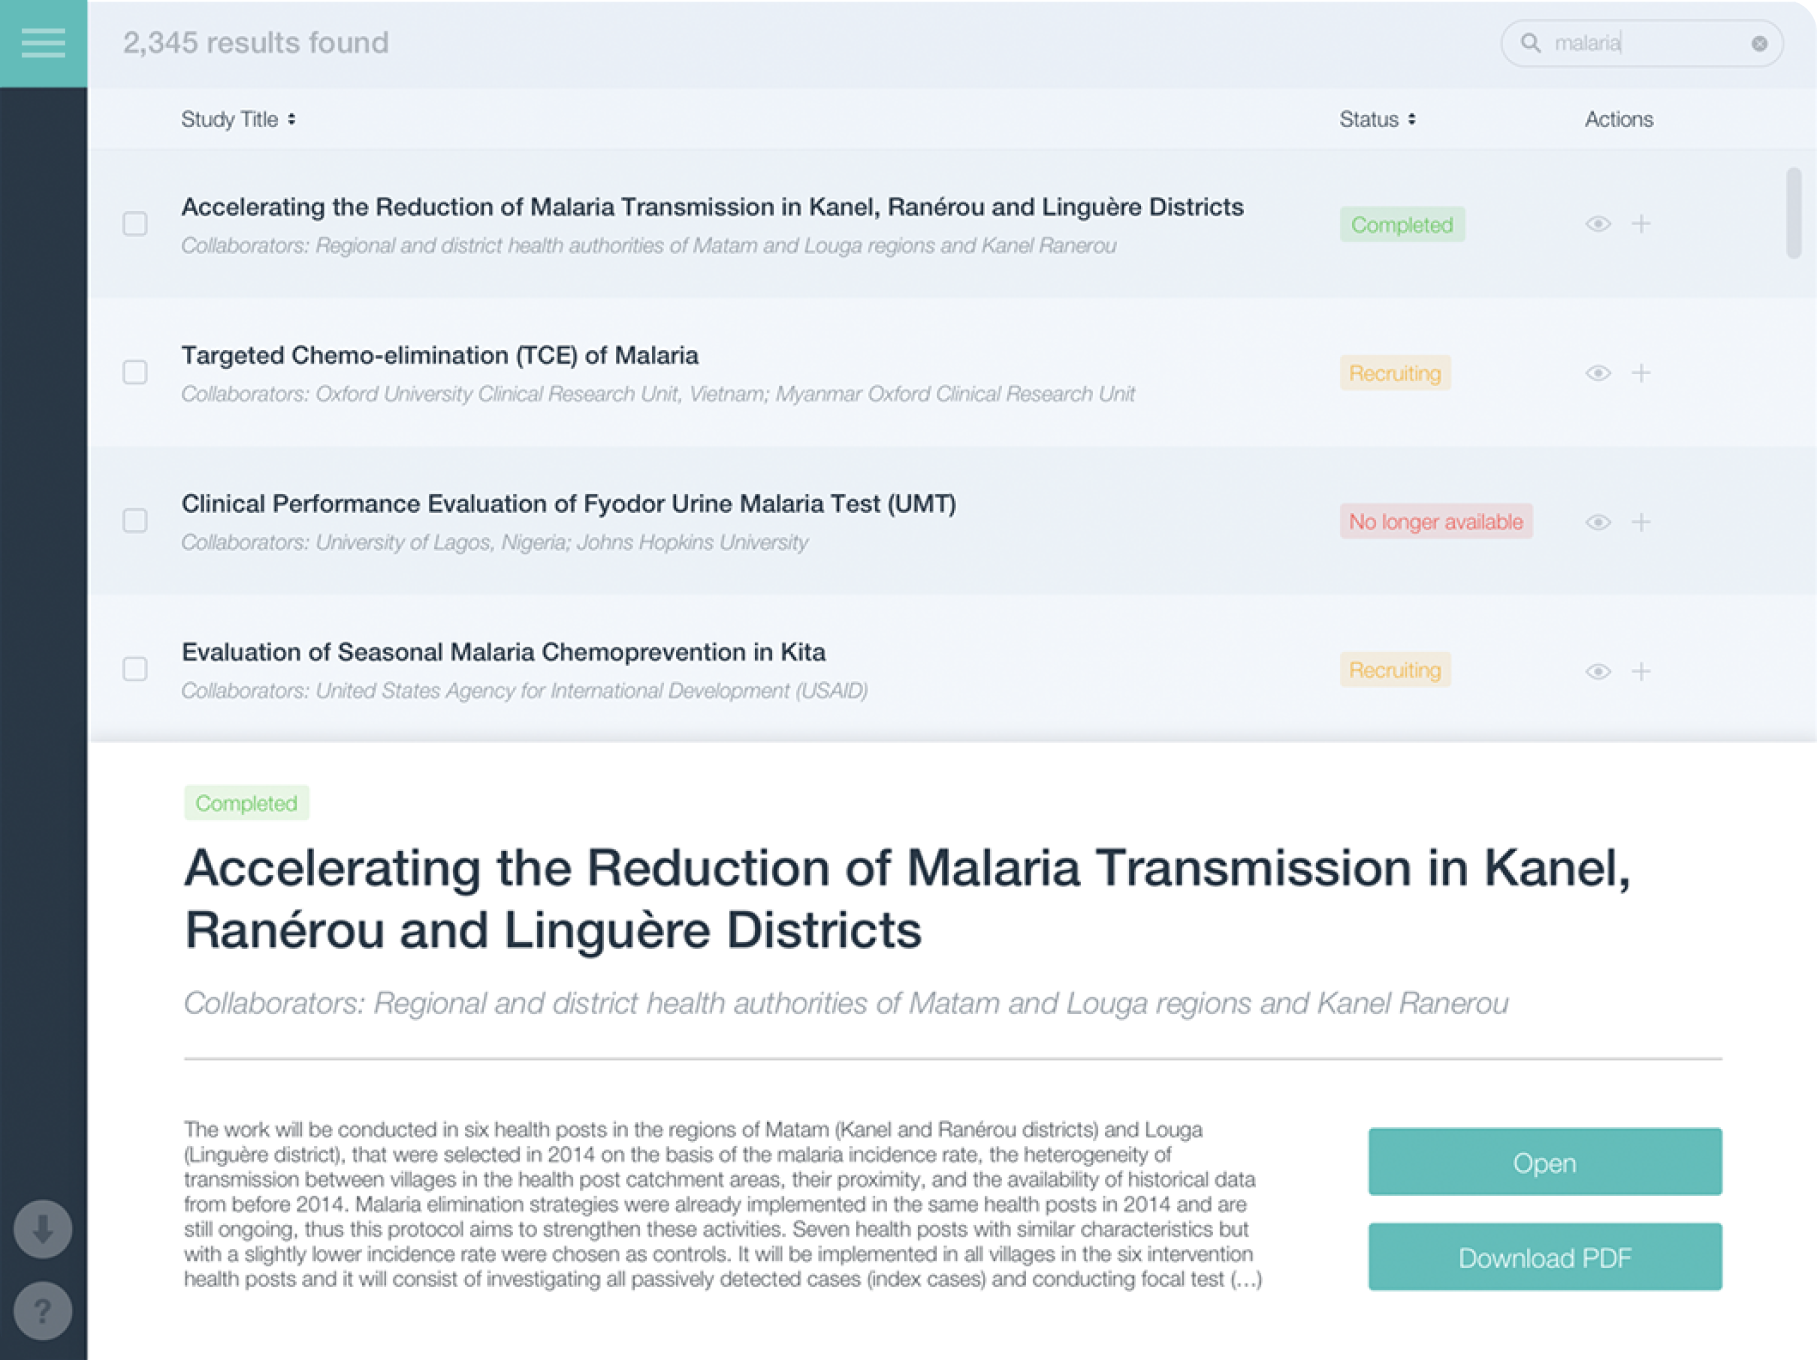 2,345 results found
malaria
Study Title
Status
Actions
Accelerating the Reduction of Malaria Transmission in Kanel, Ranérou and Linguère Districts
Collaborators: Regional and district health authorities of Matam and Louga regions and Kanel Ranerou
Completed
Targeted Chemo-elimination (TCE) of Malaria
Collaborators: Oxford University Clinical Research Unit, Vietnam; Myanmar Oxford Clinical Research Unit
Recruiting
Clinical Performance Evaluation of Fyodor Urine Malaria Test (UMT)
Collaborators: University of Lagos, Nigeria; Johns Hopkins University
No longer available
Evaluation of Seasonal Malaria Chemoprevention in Kita
Collaborators: United States Agency for International Development (USAID)
Recruiting
Completed
Accelerating the Reduction of Malaria Transmission in Kanel,
Ranérou and Linguère Districts
Collaborators: Regional and district health authorities of Matam and Louga regions and Kanel Ranerou
The work will be conducted in six health posts in the regions of Matam (Kanel and Ranérou districts) and Louga
(Linguère district), that were selected in 2014 on the basis of the malaria incidence rate, the heterogeneity of
transmission between villages in the health post catchment areas, their proximity, and the availability of historical data
from before 2014. Malaria elimination strategies were already implemented in the same health posts in 2014 and are
still ongoing, thus this protocol aims to strengthen these activities. Seven health posts with similar characteristics but
with a slightly lower incidence rate were chosen as controls. It will be implemented in all villages in the six intervention
health posts and it will consist of investigating all passively detected cases (index cases) and conducting focal test (...)
Open
Download PDF
?